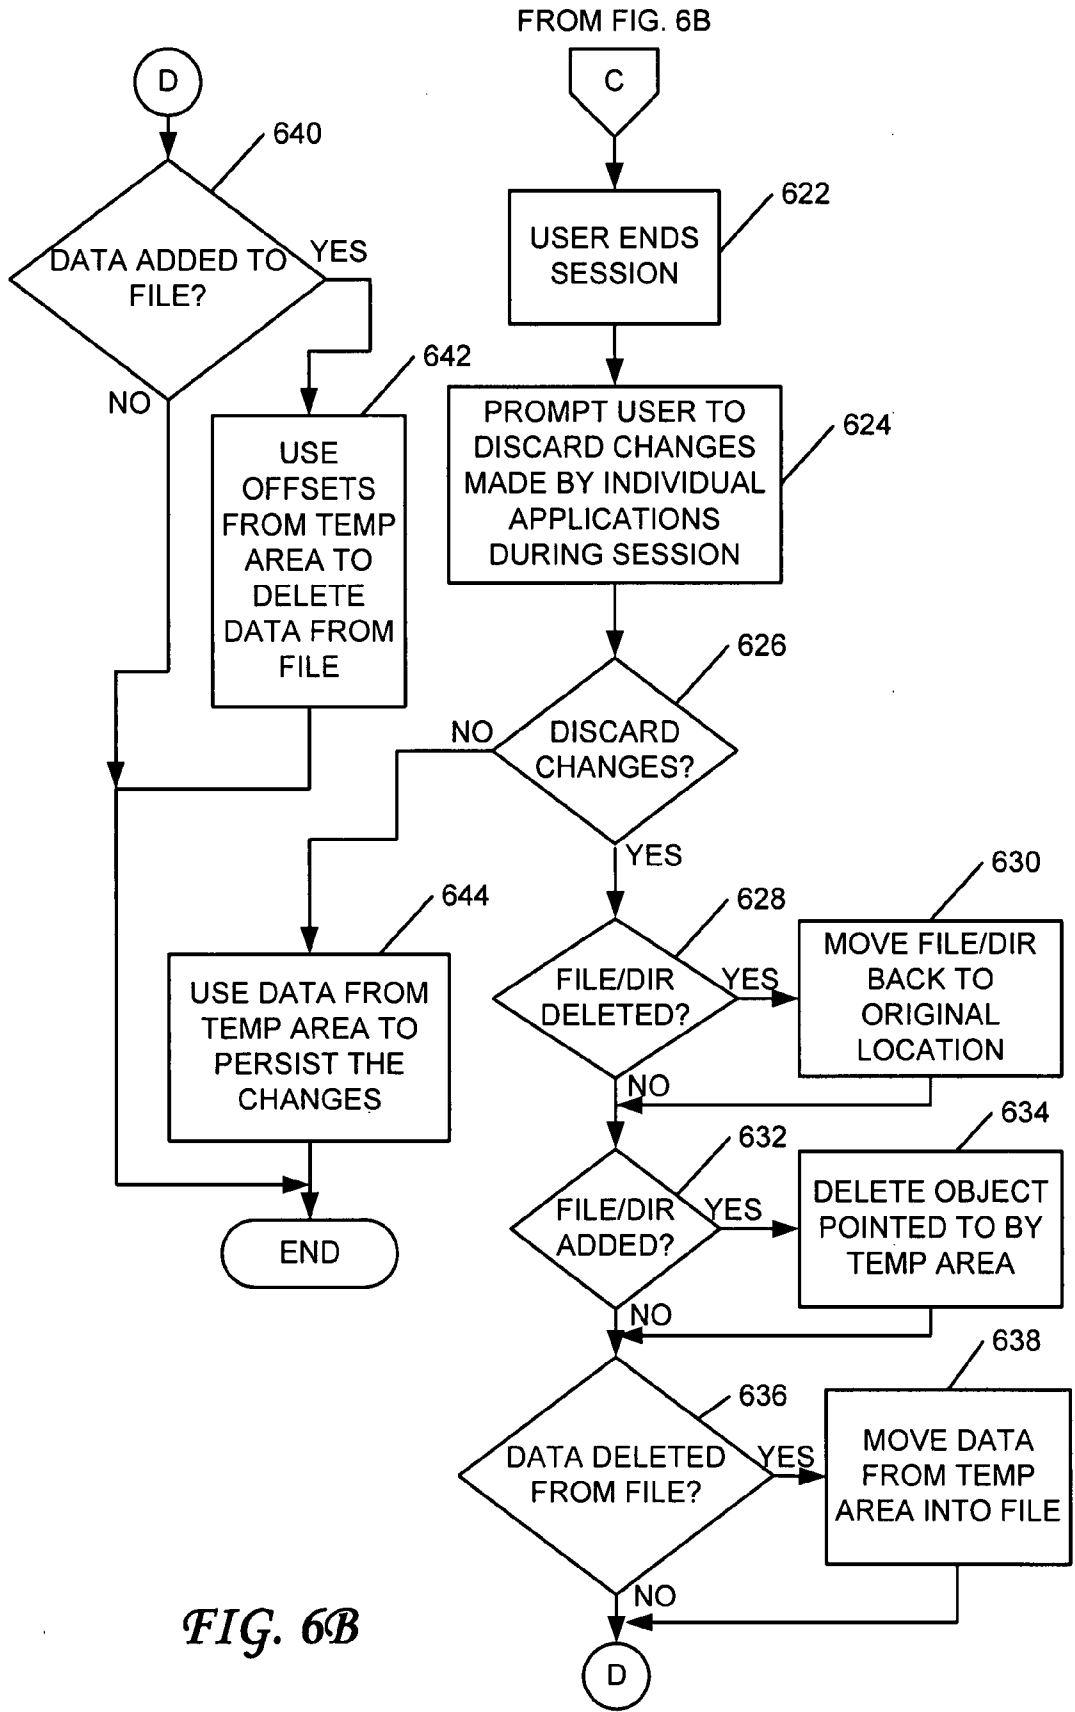 FROM FIG. 6B
C
622
USER ENDS
SESSION
624
PROMPT USER TO
DISCARD CHANGES
MADE BY INDIVIDUAL
APPLICATIONS
DURING SESSION
626
DISCARD
CHANGES?
NO
YES
628
FILE/DIR
DELETED?
YES
NO
630
MOVE FILE/DIR
BACK TO
ORIGINAL
LOCATION
632
FILE/DIR
ADDED?
YES
NO
634
DELETE OBJECT
POINTED TO BY
TEMP AREA
636
DATA DELETED
FROM FILE?
YES
NO
638
MOVE DATA
FROM TEMP
AREA INTO FILE
D
D
640
DATA ADDED TO
FILE?
YES
NO
642
USE
OFFSETS
FROM TEMP
AREA TO
DELETE
DATA FROM
FILE
644
USE DATA FROM
TEMP AREA TO
PERSIST THE
CHANGES
END
FIG. 6B